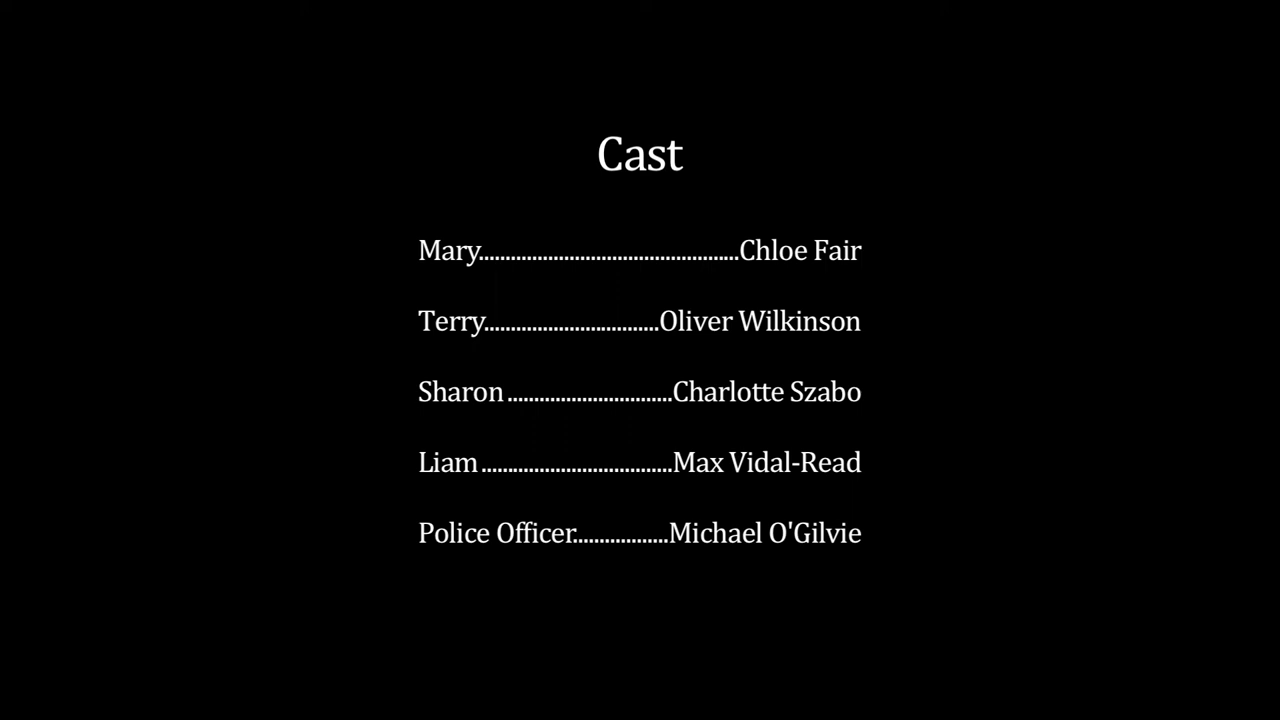 Cast
Mary.................................................Chloe Fair
Terry.................................Oliver Wilkinson
Sharon ...............................Charlotte Szabo
Liam ....................................Max Vidal-Read
Police Officer..................Michael O'Gilvie